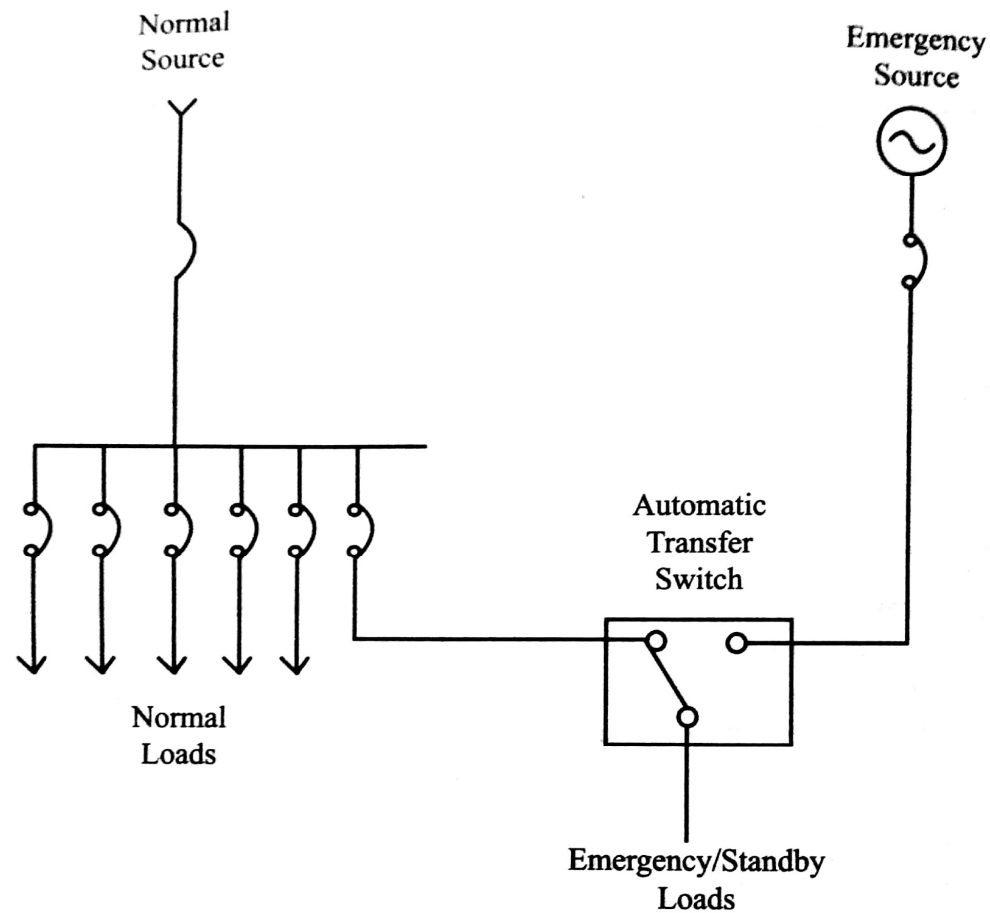 Normal
Source
Emergency
Source
Automatic
Transfer
Switch
Normal
Loads
Emergency/Standby
Loads